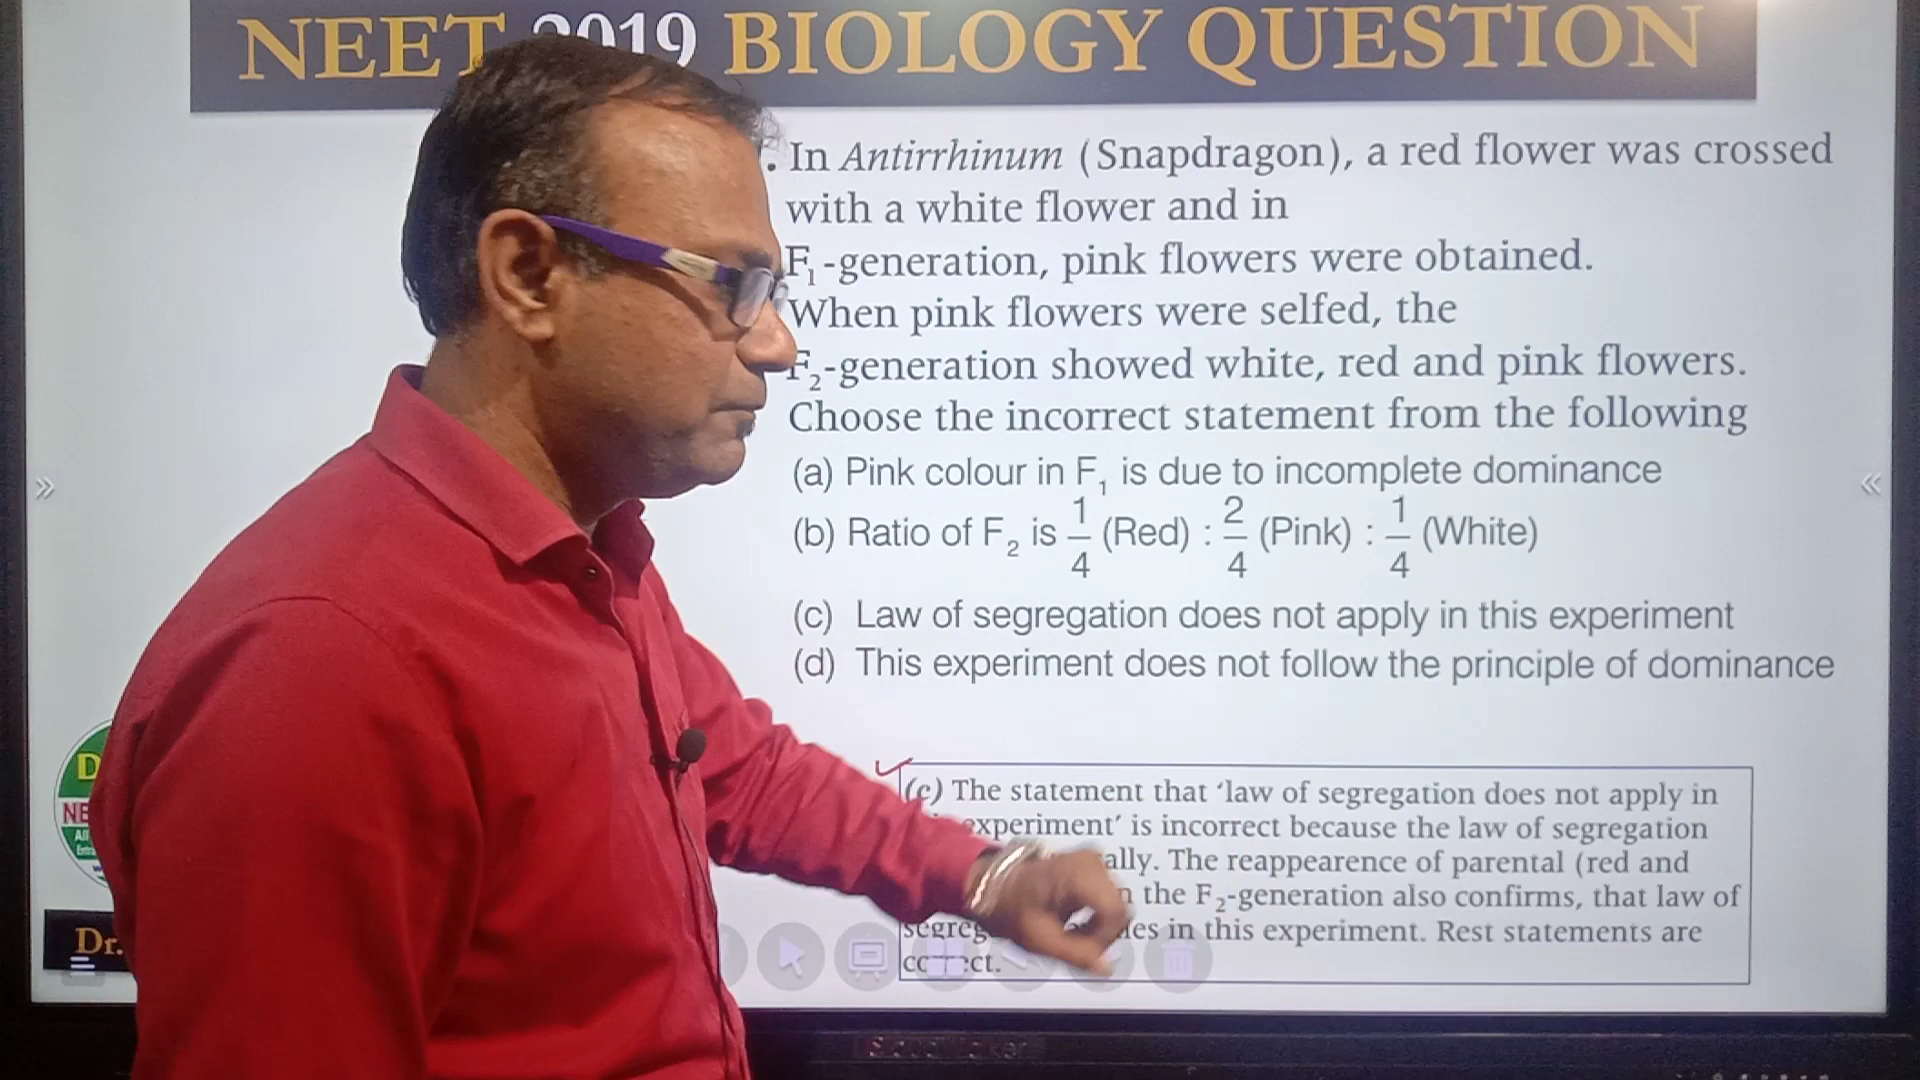 NEET 2019 BIOLOGY QUESTION
. In Antirrhinum (Snapdragon), a red flower was crossed
with a white flower and in
F₁-generation, pink flowers were obtained.
When pink flowers were selfed, the
F₂-generation showed white, red and pink flowers.
Choose the incorrect statement from the following
(a) Pink colour in F₁ is due to incomplete dominance
(b) Ratio of F₂ is 1/4 (Red) : 2/4 (Pink) : 1/4 (White)
(c) Law of segregation does not apply in this experiment
(d) This experiment does not follow the principle of dominance
(c) The statement that 'law of segregation does not apply in
experiment' is incorrect because the law of segregation
The reappearence of parental (red and
the F₂-generation also confirms, that law of
in this experiment. Rest statements are
D
NE
All
Dr.